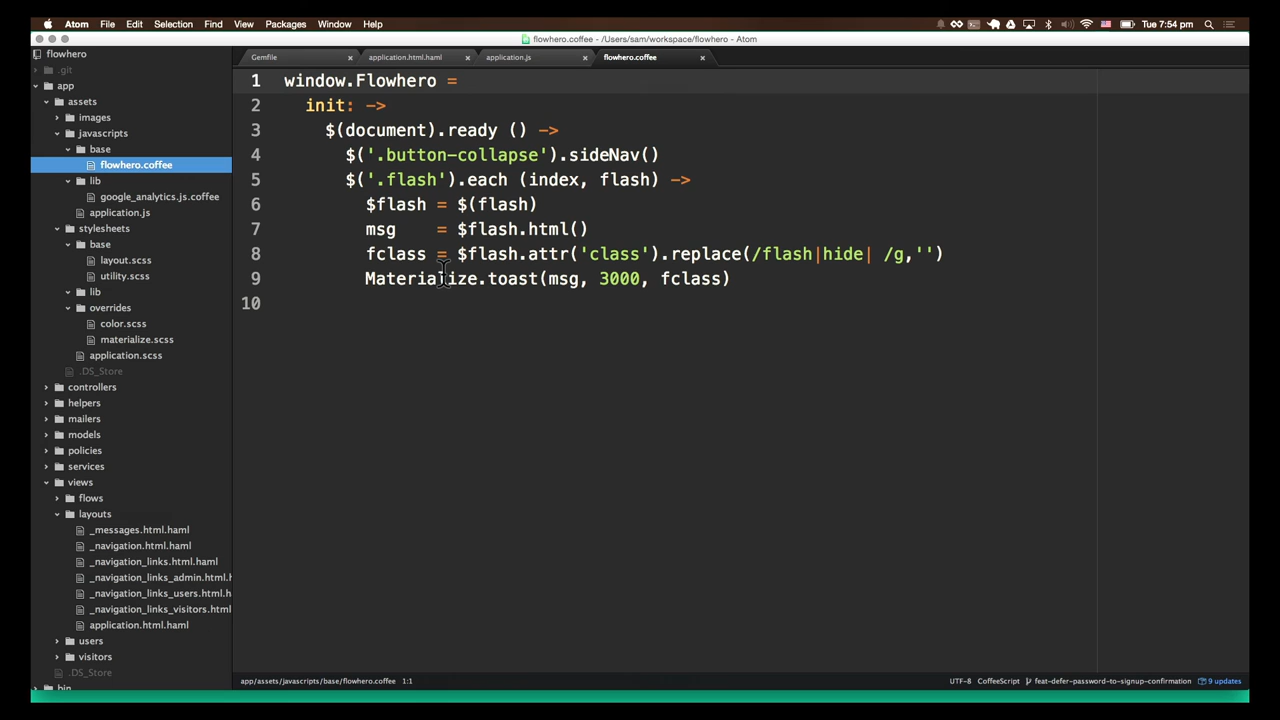 Atom File Edit Selection Find View Packages Window Help Tue 7:54 pm
flowhero.coffee - /Users/sam/workspace/flowhero - Atom
flowhero
.git
app
assets
images
javascripts
base
flowhero.coffee
lib
google_analytics.js.coffee
application.js
stylesheets
base
layout.scss
utility.scss
lib
overrides
color.scss
materialize.scss
application.scss
.DS_Store
controllers
helpers
mailers
models
policies
services
views
flows
layouts
_messages.html.haml
_navigation.html.haml
_navigation_links.html.haml
_navigation_links_admin.html.h
_navigation_links_users.html.ha
_navigation_links_visitors.html
application.html.haml
users
visitors
.DS_Store
bin
Gemfile application.html.haml application.js flowhero.coffee
1 window.Flowhero =
2 init: ->
3 $(document).ready () ->
4 $('.button-collapse').sideNav()
5 $('.flash').each (index, flash) ->
6 $flash = $(flash)
7 msg = $flash.html()
8 fclass = $flash.attr('class').replace(/flash|hide| /g,'')
9 Materialize.toast(msg, 3000, fclass)
10
app/assets/javascripts/base/flowhero.coffee 1:1 UTF-8 CoffeeScript feat-defer-password-to-signup-confirmation 9 updates